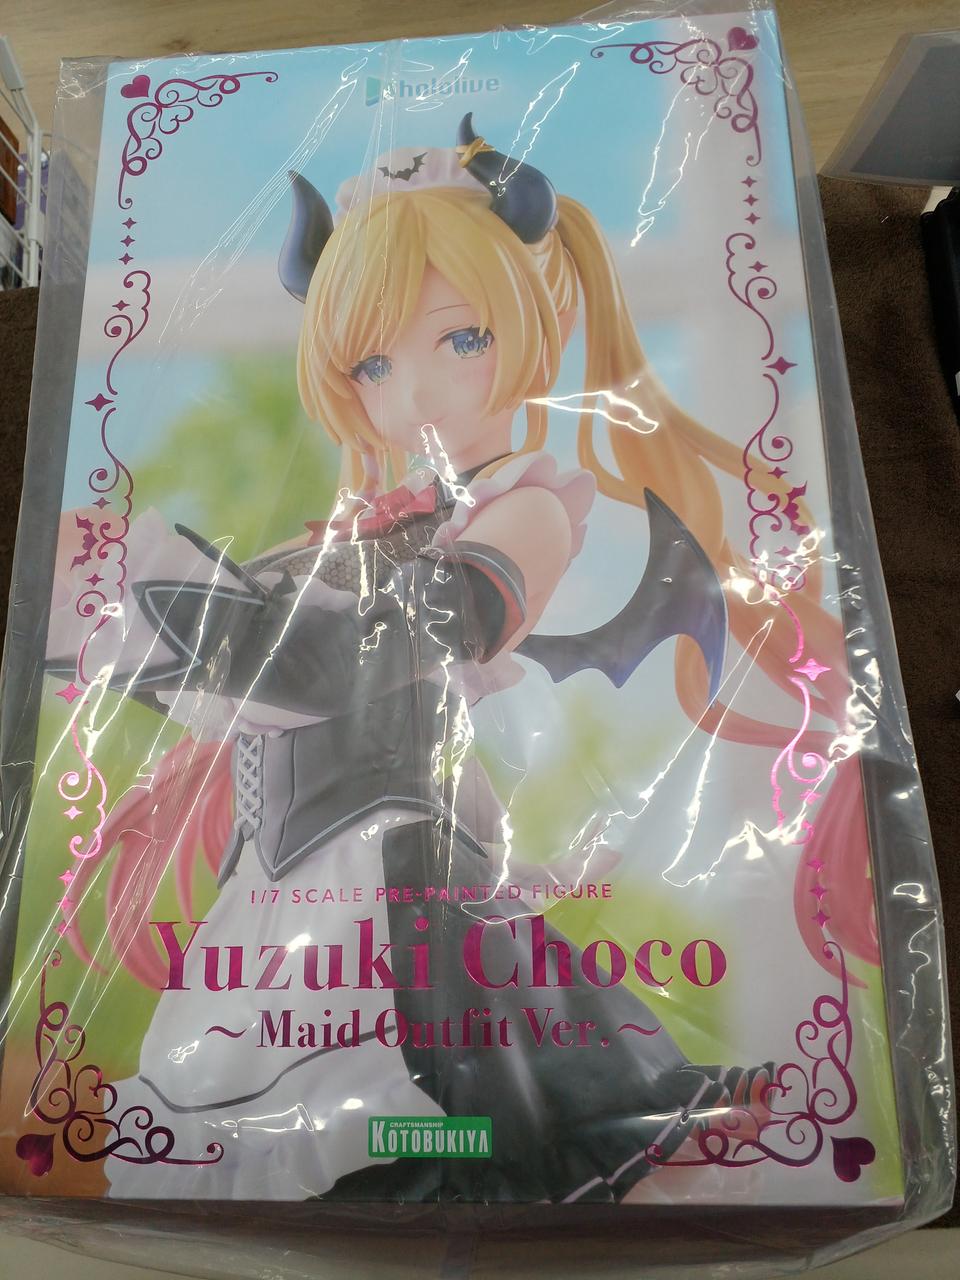 hololive
1/7 SCALE PRE-PAINTED FIGURE
Yuzuki Choco
~Maid Outfit Ver.~
CRAFTSMANSHIP
KOTOBUKIYA